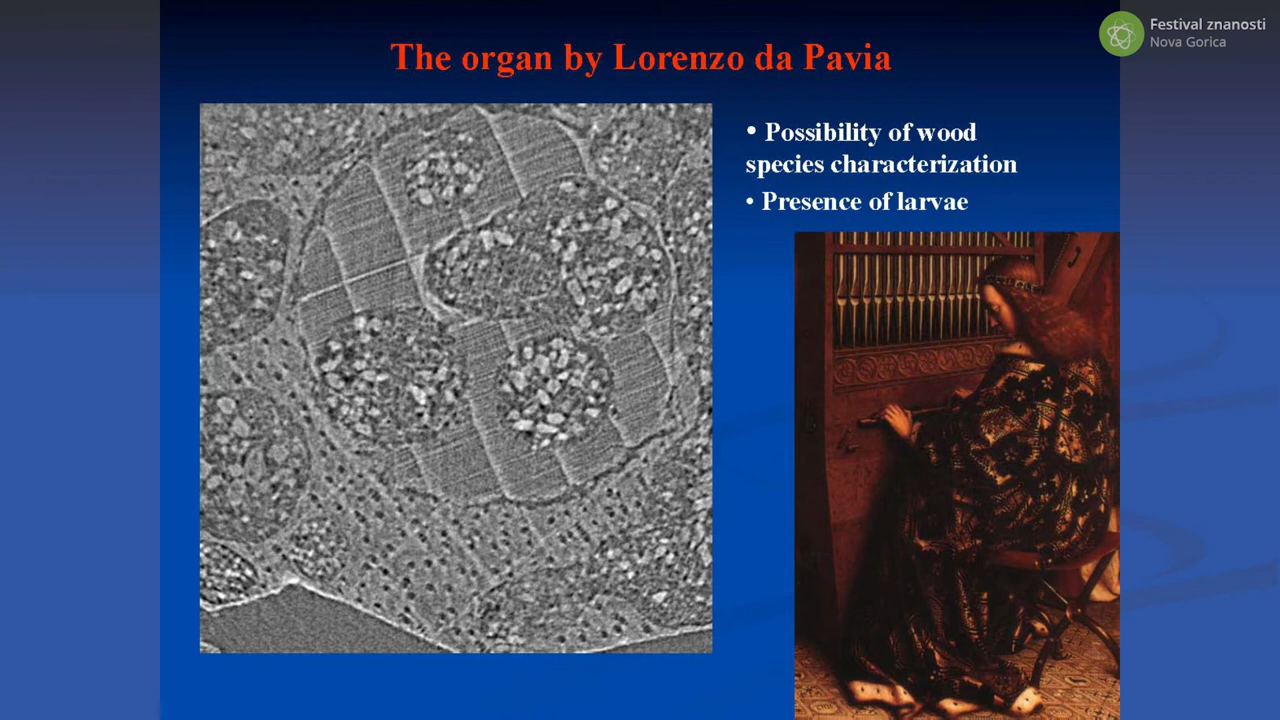 The organ by Lorenzo da Pavia
Festival znanosti
Nova Gorica
• Possibility of wood
species characterization
• Presence of larvae